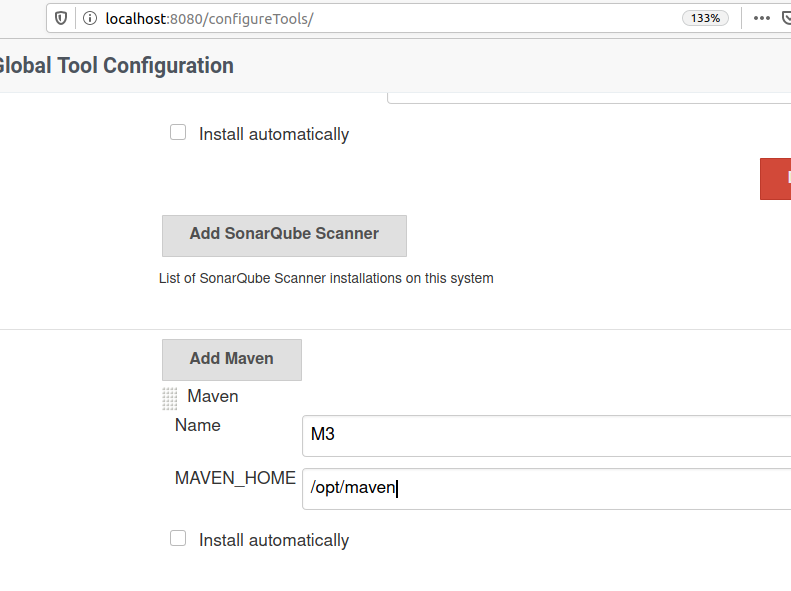 localhost:8080/configureTools/
133%
Global Tool Configuration
Install automatically
Add SonarQube Scanner
List of SonarQube Scanner installations on this system
Add Maven
Maven
Name
M3
MAVEN_HOME
/opt/maven
Install automatically